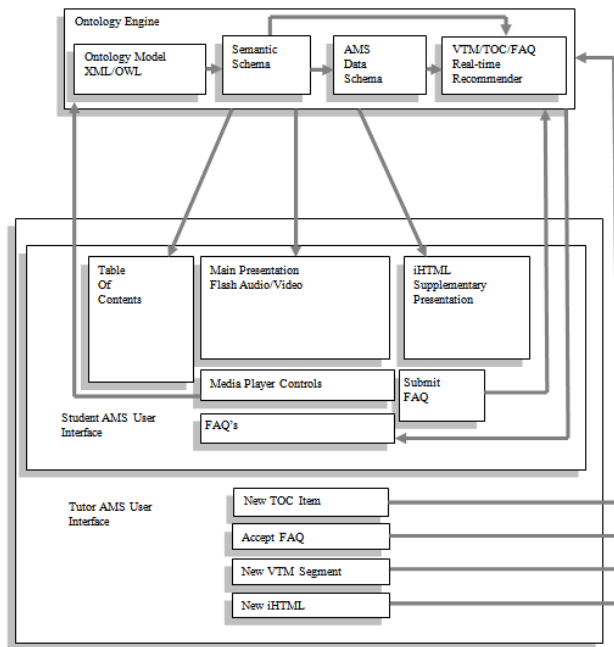 Ontology Engine
Ontology Model
XML/OWL
Semantic
Schema
AMS
Data
Schema
VTM/TOC/FAQ
Real-time
Recommender
Table
Of
Contents
Main Presentation
Flash Audio/Video
iHTML
Supplementary
Presentation
Media Player Controls
Submit
FAQ
Student AMS User
Interface
FAQ's
Tutor AMS User
Interface
New TOC Item
Accept FAQ
New VTM Segment
New iHTML